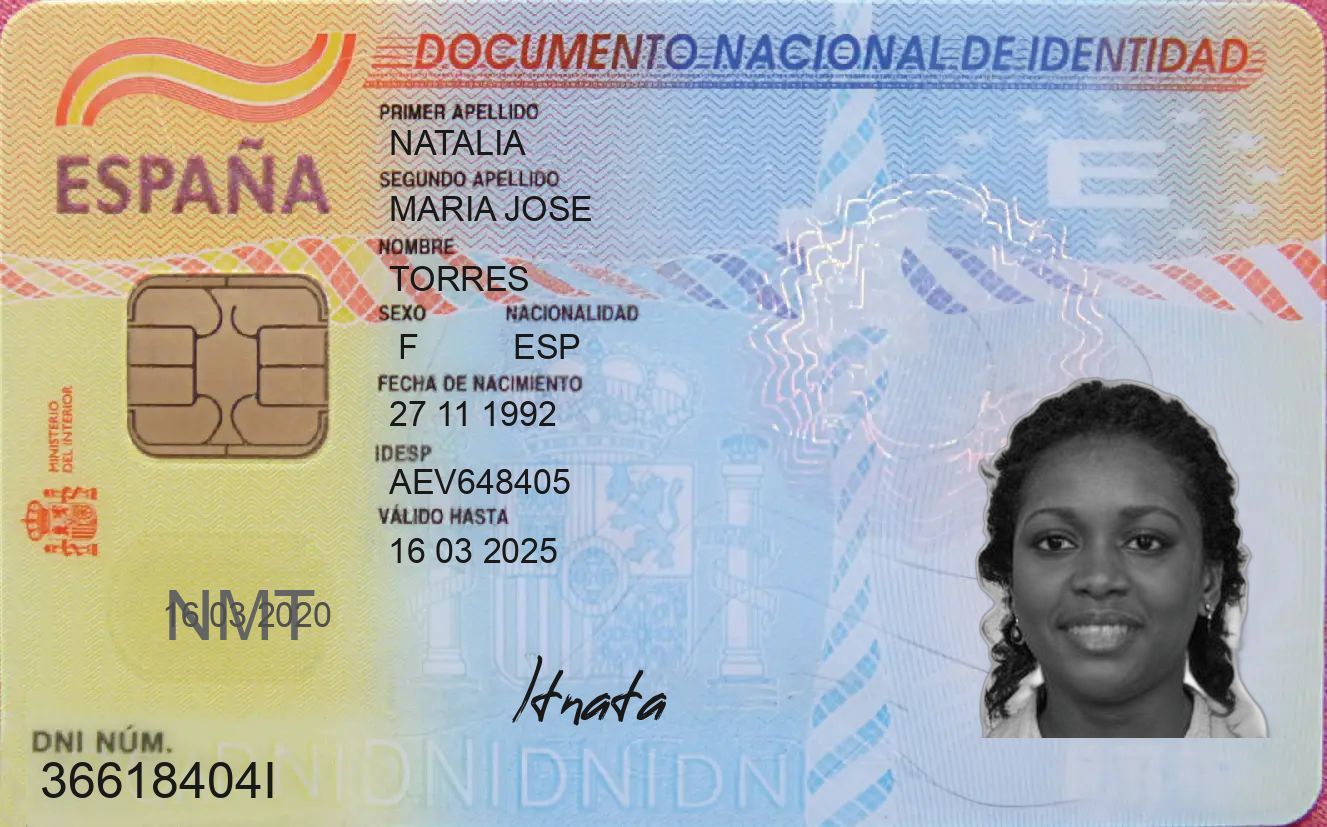 DOCUMENTO NACIONAL DE IDENTIDAD
ESPAÑA
E
PRIMER APELLIDO
NATALIA
SEGUNDO APELLIDO
MARIA JOSE
NOMBRE
TORRES
SEXO NACIONALIDAD
F ESP
FECHA DE NACIMIENTO
27 11 1992
IDESP
AEV648405
VÁLIDO HASTA
16 03 2025
MINISTERIO
DEL INTERIOR
NMT
16 03 2020
Itnata
DNI NÚM.
36618404I
DNIDNIDNIDNI